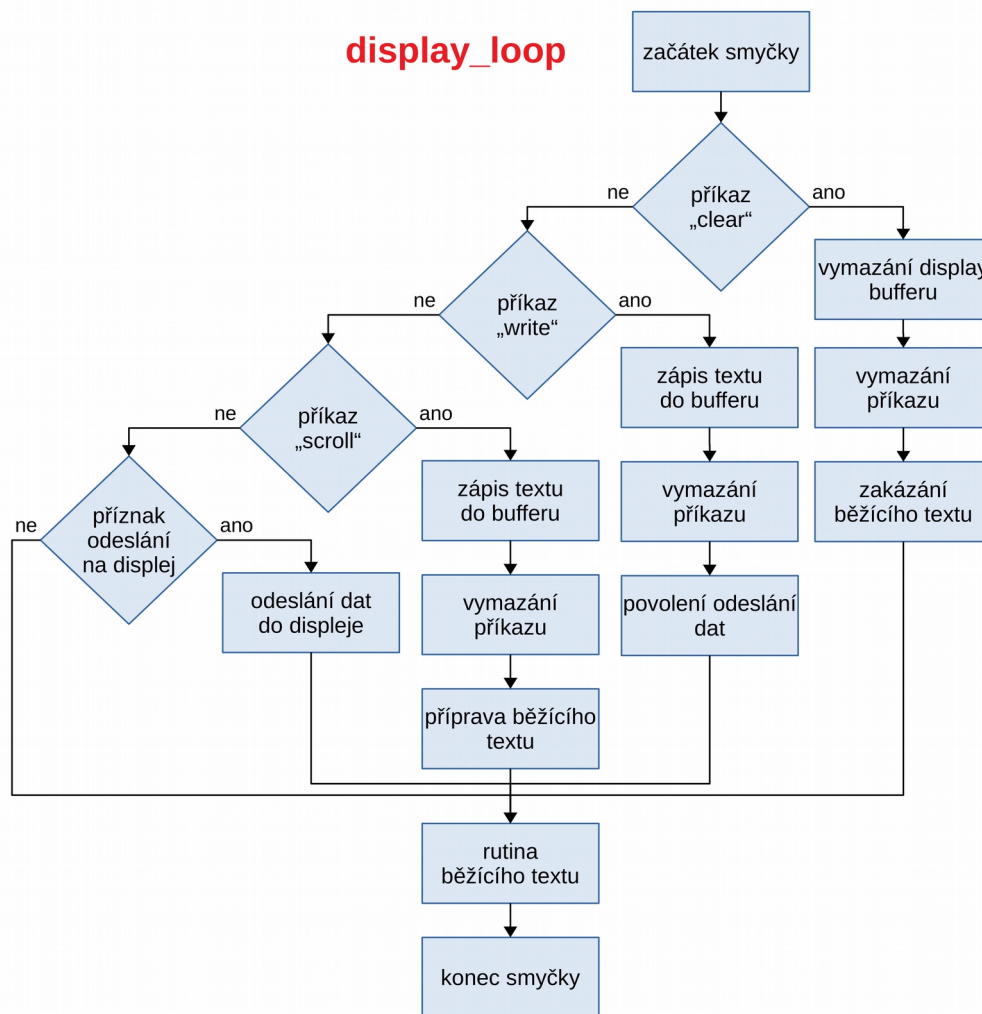 display_loop
začátek smyčky
příkaz
„clear“
ne
ano
vymazání display
bufferu
příkaz
„write“
ne
ano
zápis textu
do bufferu
vymazání
příkazu
příkaz
„scroll“
ne
ano
zápis textu
do bufferu
vymazání
příkazu
zakázání
běžícího textu
příznak
odeslání
na displej
ne
ano
odeslání dat
do displeje
vymazání
příkazu
povolení odeslání
dat
příprava běžícího
textu
rutina
běžícího textu
konec smyčky